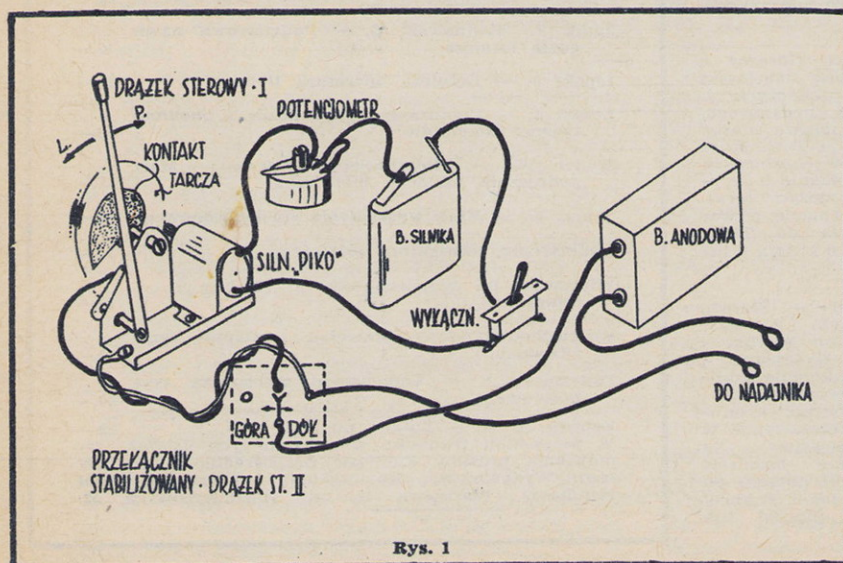 DRĄŻEK STEROWY · I
L.
P.
KONTAKT
TARCZA
POTENCJOMETR
SILN. „PIKO"
B. SILNIKA
WYŁĄCZN.
B. ANODOWA
DO NADAJNIKA
GÓRA DÓŁ
PRZEŁĄCZNIK
STABILIZOWANY · DRĄŻEK ST. II
Rys. 1